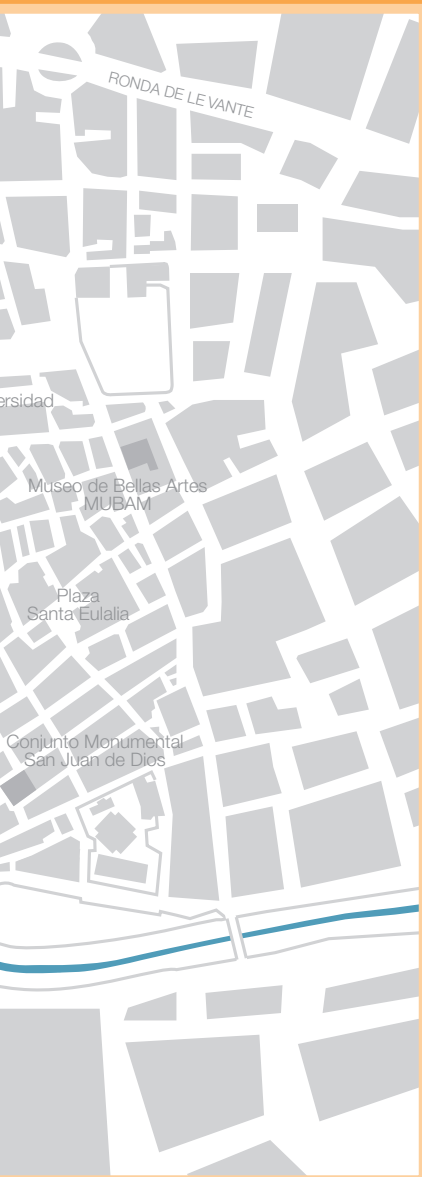 RONDA DE LEVANTE
ersidad
Museo de Bellas Artes
MUBAM
Plaza
Santa Eulalia
Conjunto Monumental
San Juan de Dios